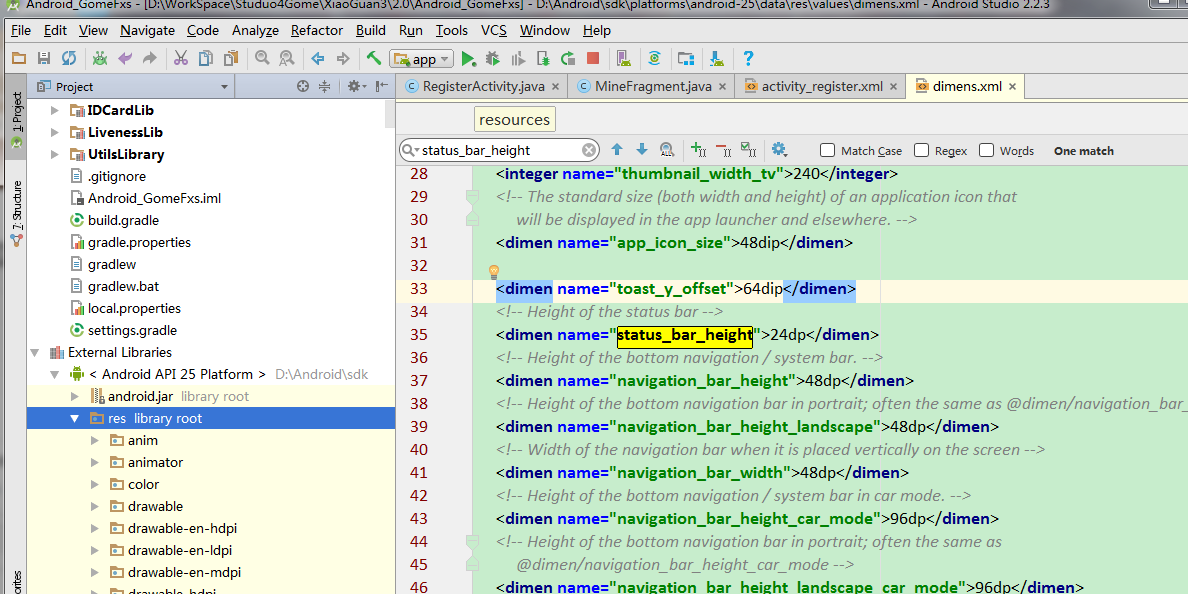 Android_GomeFxs - [D:\WorkSpace\Studuo4Gome\XiaoGuan3\2.0\Android_GomeFxs] - D:\Android\sdk\platforms\android-25\data\res\values\dimens.xml - Android Studio 2.2.3
File Edit View Navigate Code Analyze Refactor Build Run Tools VCS Window Help
app
Project
RegisterActivity.java
MineFragment.java
activity_register.xml
dimens.xml
1: Project
7: Structure
IDCardLib
LivenessLib
UtilsLibrary
.gitignore
Android_GomeFxs.iml
build.gradle
gradle.properties
gradlew
gradlew.bat
local.properties
settings.gradle
External Libraries
< Android API 25 Platform > D:\Android\sdk
android.jar library root
res library root
anim
animator
color
drawable
drawable-en-hdpi
drawable-en-ldpi
drawable-en-mdpi
drawable-hdpi
resources
status_bar_height
Match Case Regex Words One match
28 <integer name="thumbnail_width_tv">240</integer>
29 <!-- The standard size (both width and height) of an application icon that
30 will be displayed in the app launcher and elsewhere. -->
31 <dimen name="app_icon_size">48dip</dimen>
32
33 <dimen name="toast_y_offset">64dip</dimen>
34 <!-- Height of the status bar -->
35 <dimen name="status_bar_height">24dp</dimen>
36 <!-- Height of the bottom navigation / system bar. -->
37 <dimen name="navigation_bar_height">48dp</dimen>
38 <!-- Height of the bottom navigation bar in portrait; often the same as @dimen/navigation_bar_
39 <dimen name="navigation_bar_height_landscape">48dp</dimen>
40 <!-- Width of the navigation bar when it is placed vertically on the screen -->
41 <dimen name="navigation_bar_width">48dp</dimen>
42 <!-- Height of the bottom navigation / system bar in car mode. -->
43 <dimen name="navigation_bar_height_car_mode">96dp</dimen>
44 <!-- Height of the bottom navigation bar in portrait; often the same as
45 @dimen/navigation_bar_height_car_mode -->
46 <dimen name="navigation_bar_height_landscape_car_mode">96dp</dimen>